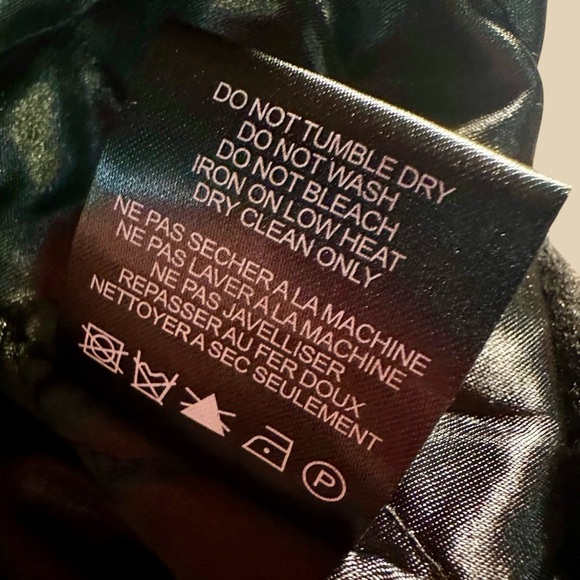 DO NOT TUMBLE DRY
DO NOT WASH
DO NOT BLEACH
IRON ON LOW HEAT
DRY CLEAN ONLY
NE PAS SECHER A LA MACHINE
NE PAS LAVER A LA MACHINE
NE PAS JAVELLISER
REPASSER AU FER DOUX
NETTOYER A SEC SEULEMENT
P